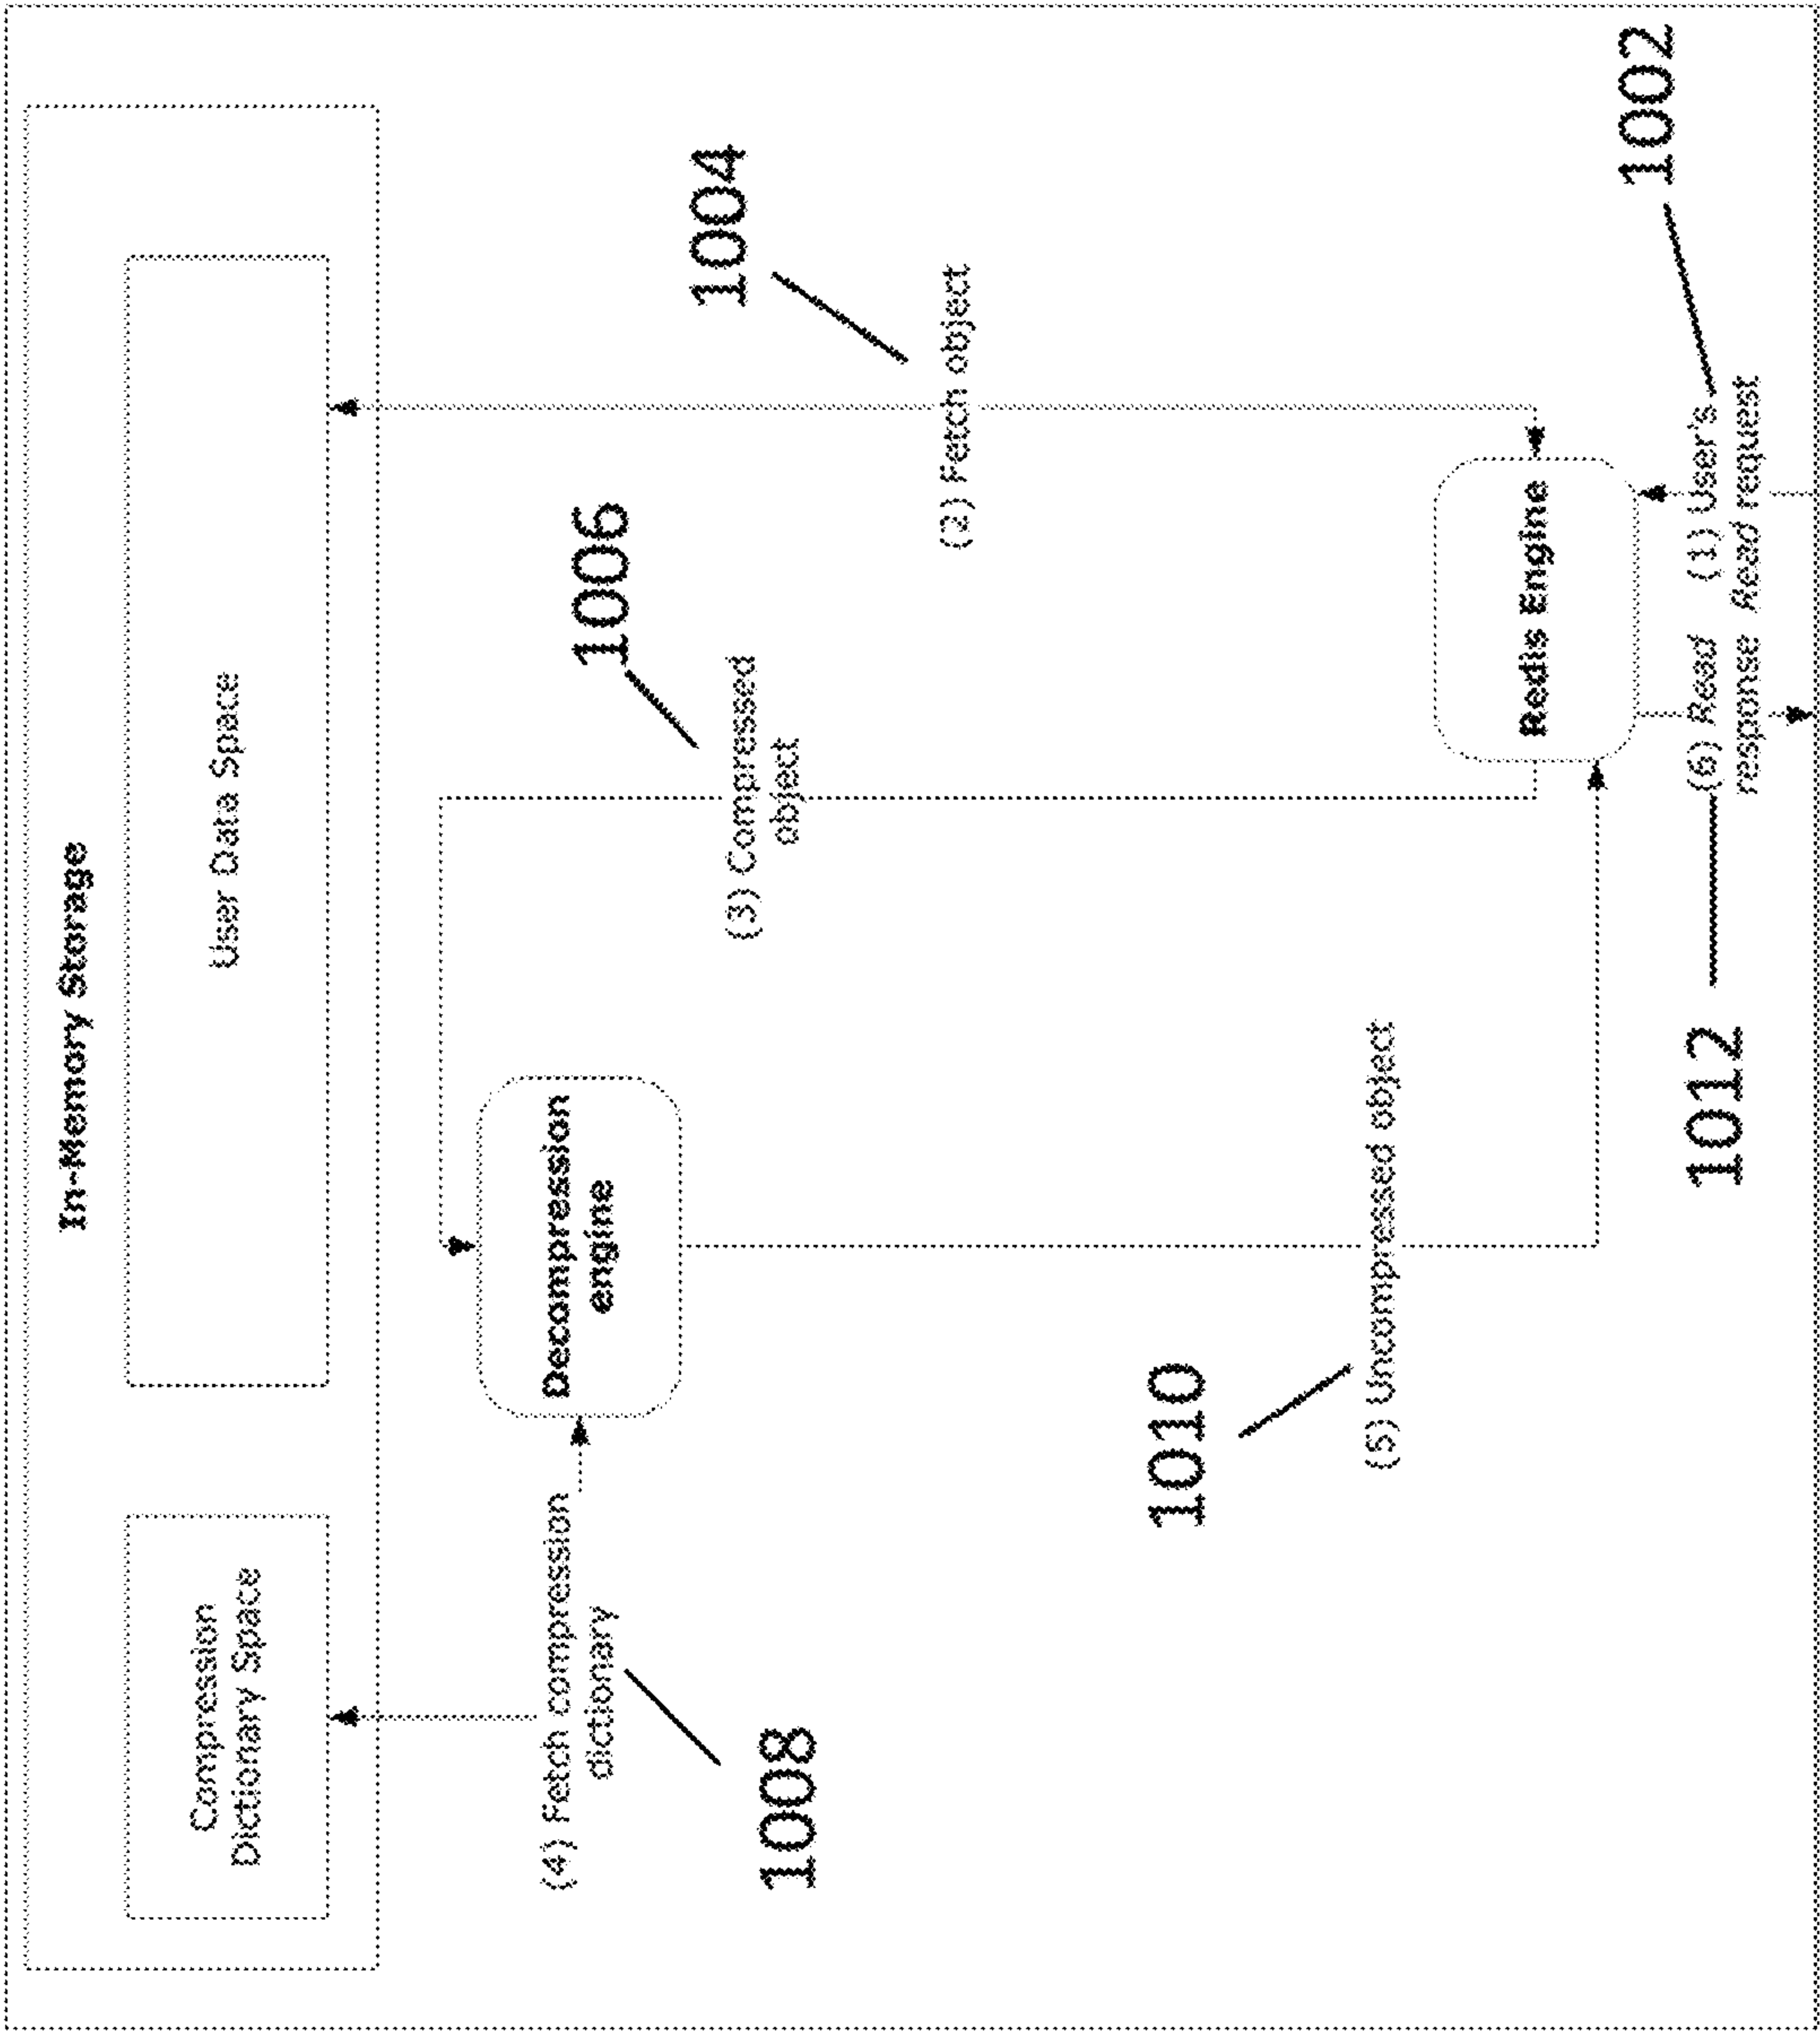 In-Memory Storage
Compression
Dictionary Space
User Data Space
(4) Fetch compression
dictionary
1008
Decompression
engine
1006
(3) Compressed
object
1004
(2) Fetch object
1010
(5) Uncompressed object
Redis Engine
1012
(6) Read
response
(1) User's
Read request
1002